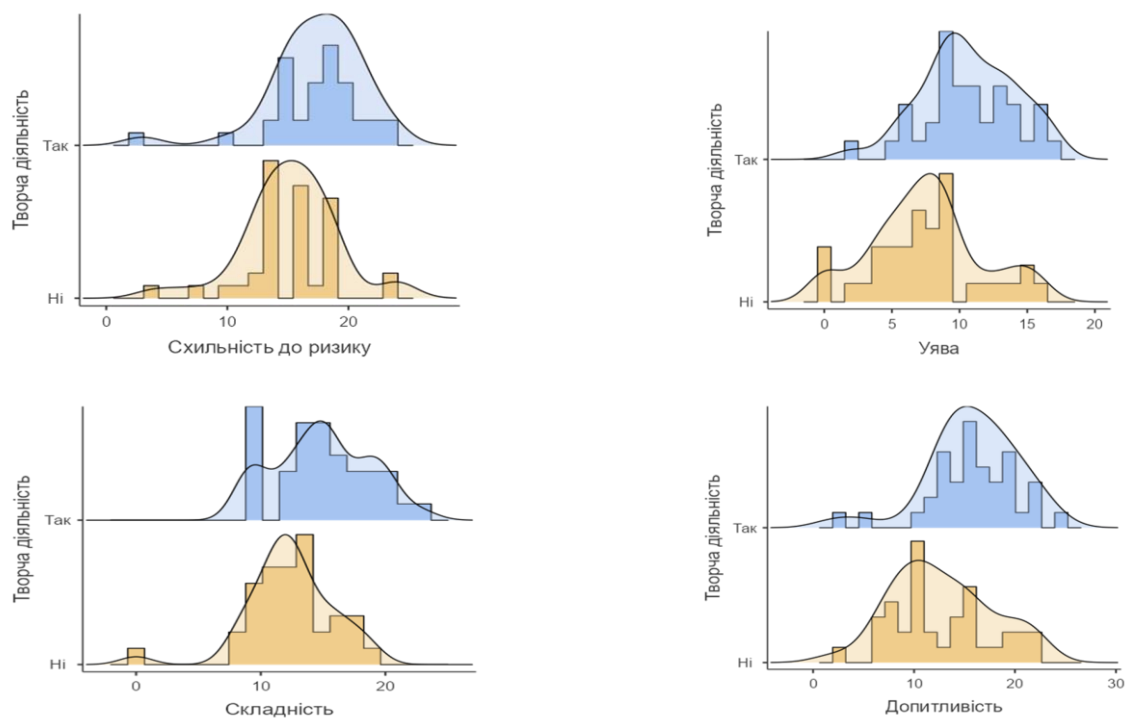 Творча діяльність
Так
Ні
0 10 20
Схильність до ризику
Творча діяльність
Так
Ні
0 5 10 15 20
Уява
Творча діяльність
Так
Ні
0 10 20
Складність
Творча діяльність
Так
Ні
0 10 20 30
Допитливість